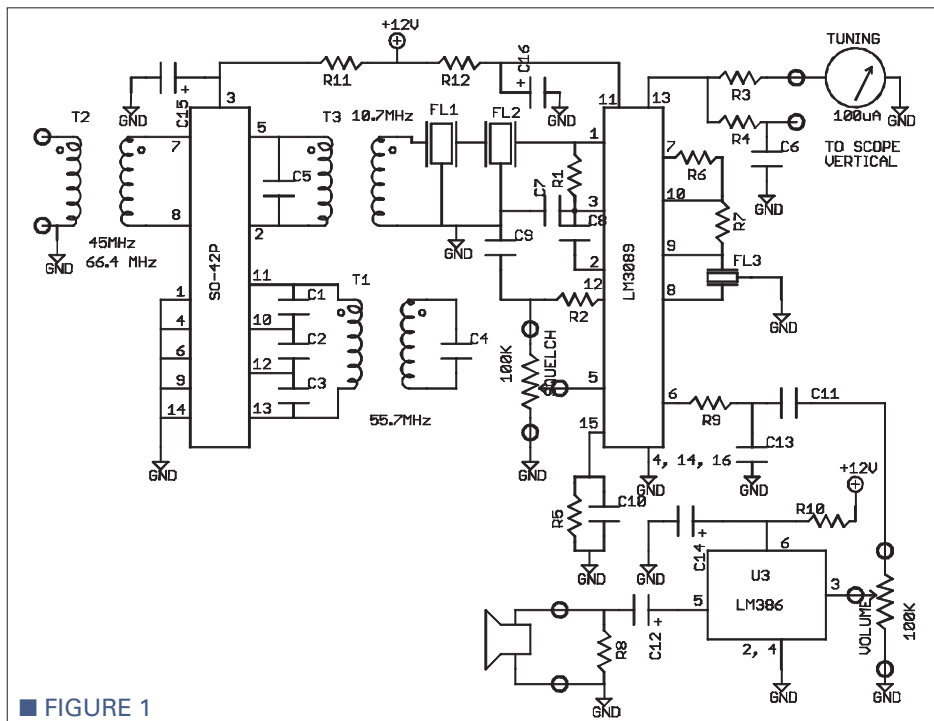 +12V
TUNING
R11
R12
C16
+
GND
C15
+
GND
3
11
13
R3
100uA
GND
T2
T3
10.7MHz
FL1
FL2
R4
TO SCOPE
VERTICAL
C6
GND
5
7
1
7
R6
C5
R1
10
C7
3
R7
8
2
GND
C8
C9
2
9
FL3
GND
45MHz
66.4 MHz
SO-42P
LM3089
12
R2
8
GND
11
T1
1
C1
4
10
C2
C4
100K
SQUELCH
6
12
5
9
C3
6
C11
14
13
55.7MHz
15
R9
C13
GND
GND
4, 14, 16
GND
GND
+12V
R5
C10
R10
GND
GND
C14
+
6
U3
LM386
3
5
VOLUME
100K
R8
C12
+
2, 4
GND
GND
GND
■ FIGURE 1